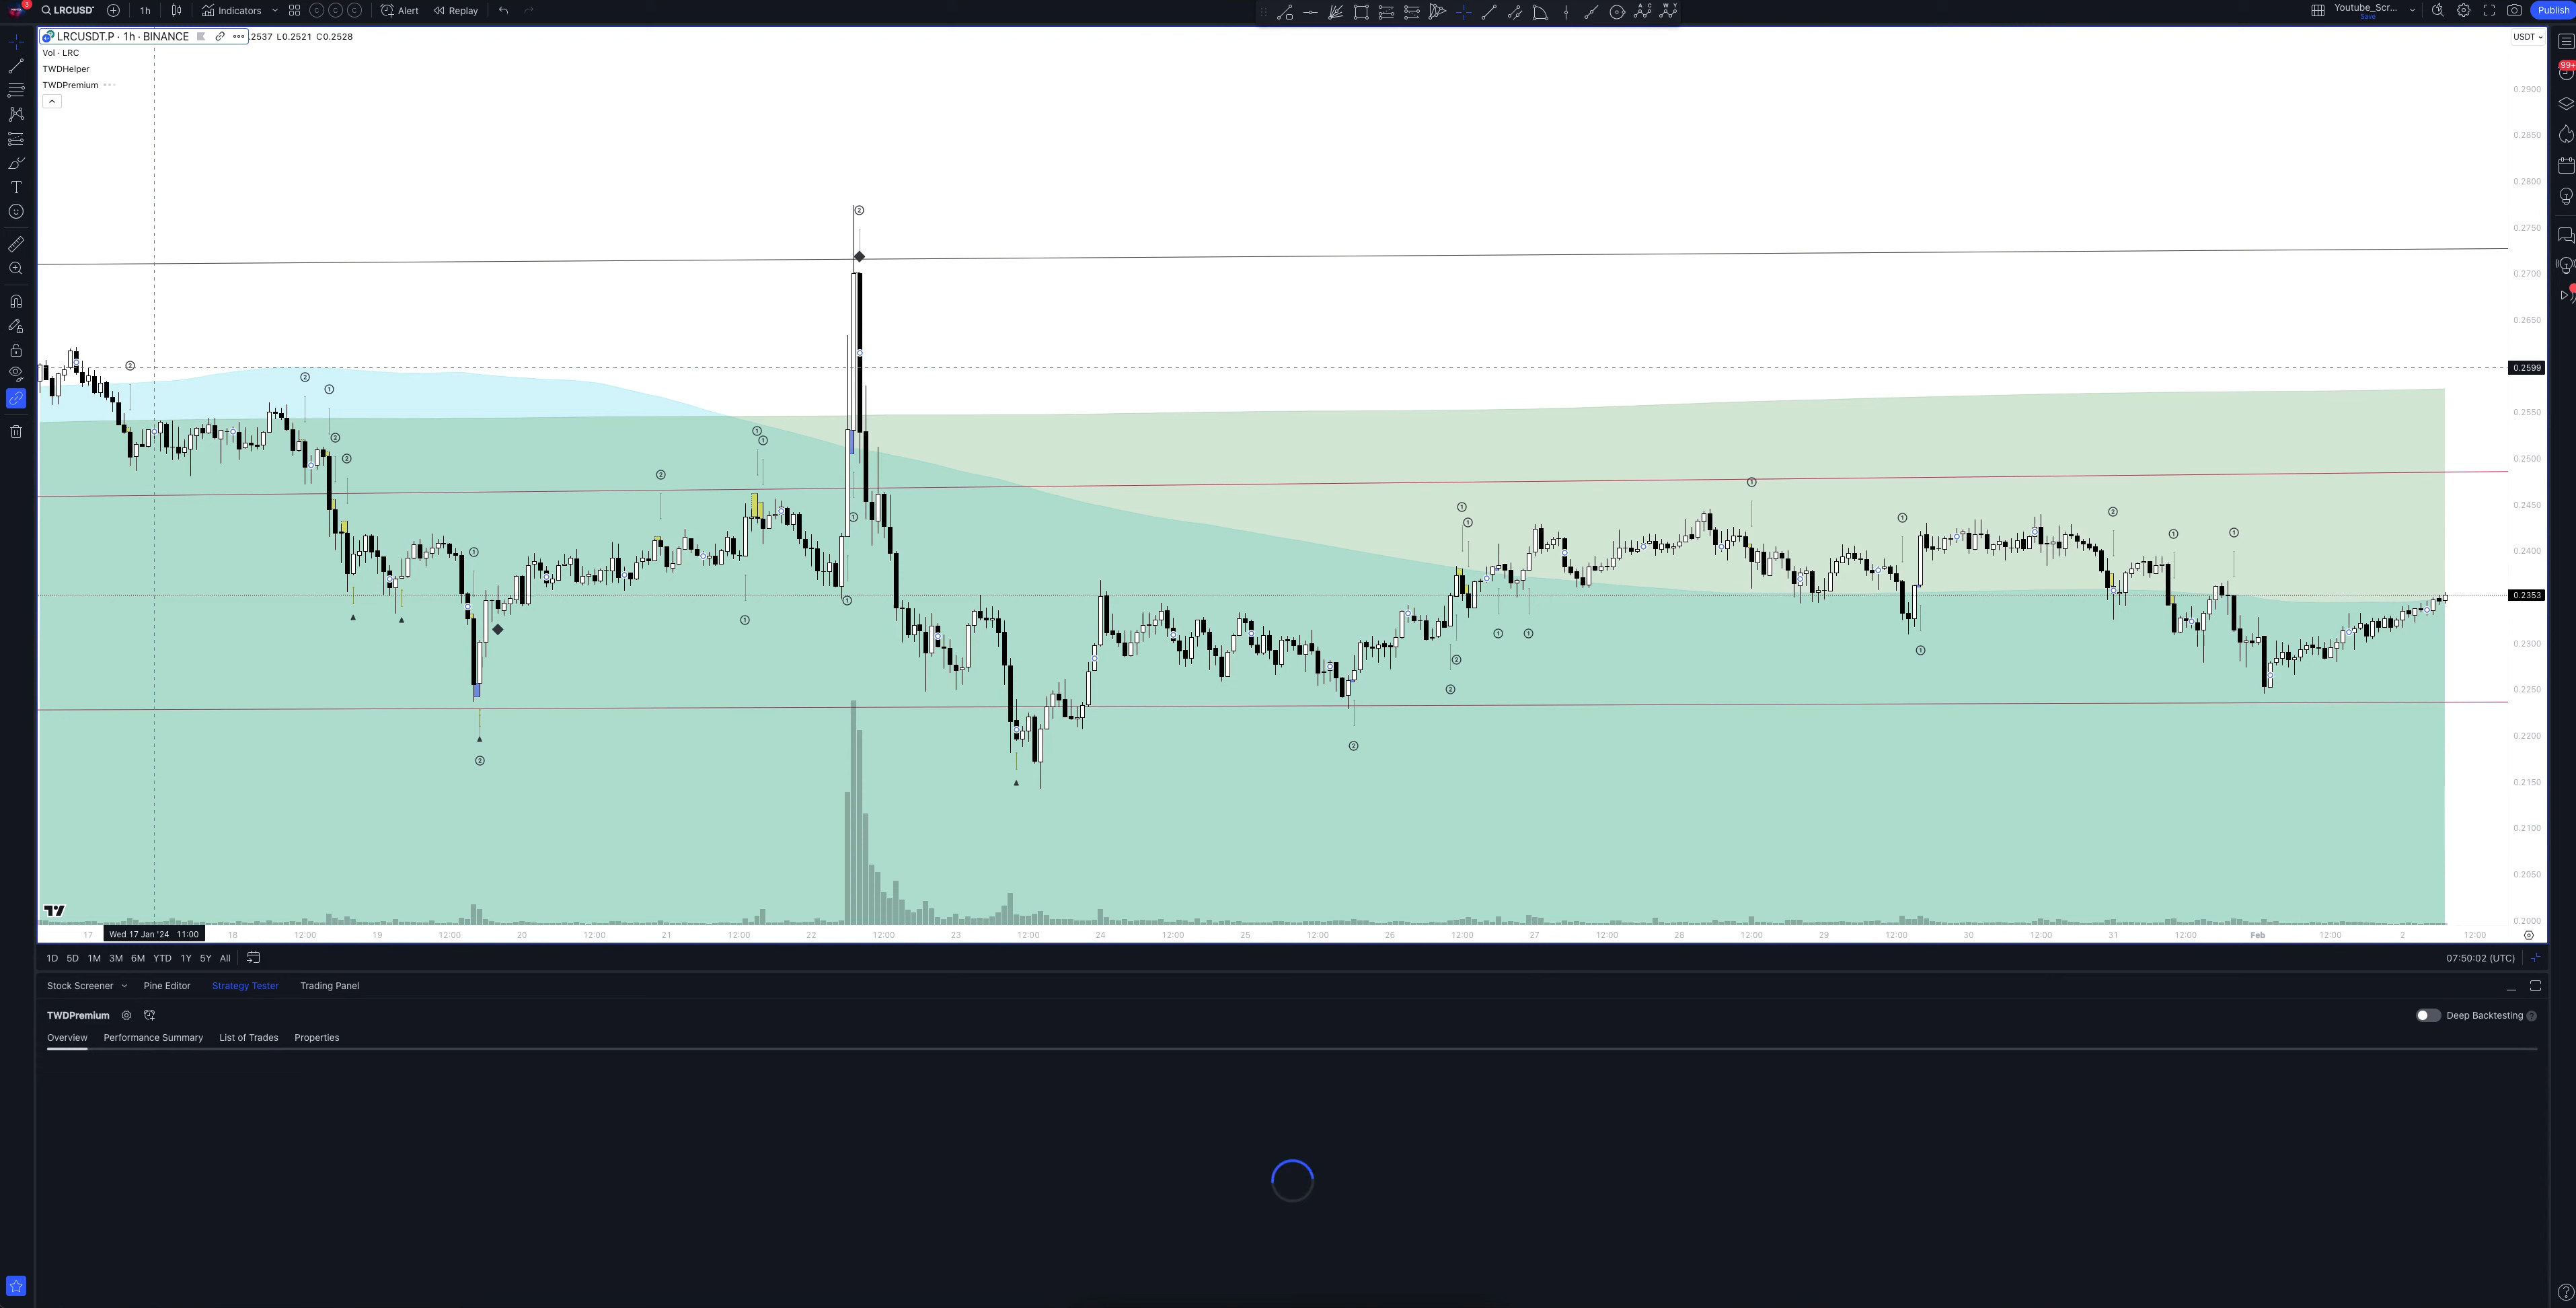 3 LRCUSD 1h Indicators C C C Alert Replay Youtube_Scr... Save Publish
LRCUSDT.P · 1h · BINANCE .2537 L0.2521 C0.2528 USDT
Vol · LRC
TWDHelper
TWDPremium
99+
0.2900
0.2850
0.2800
0.2750
0.2700
0.2650
0.2599
0.2550
0.2500
0.2450
0.2400
0.2353
0.2300
0.2250
0.2200
0.2150
0.2100
0.2050
0.2000
17 Wed 17 Jan '24 11:00 18 12:00 19 12:00 20 12:00 21 12:00 22 12:00 23 12:00 24 12:00 25 12:00 26 12:00 27 12:00 28 12:00 29 12:00 30 12:00 31 12:00 Feb 12:00 2 12:00
1D 5D 1M 3M 6M YTD 1Y 5Y All 07:50:02 (UTC)
Stock Screener Pine Editor Strategy Tester Trading Panel
TWDPremium Deep Backtesting
Overview Performance Summary List of Trades Properties